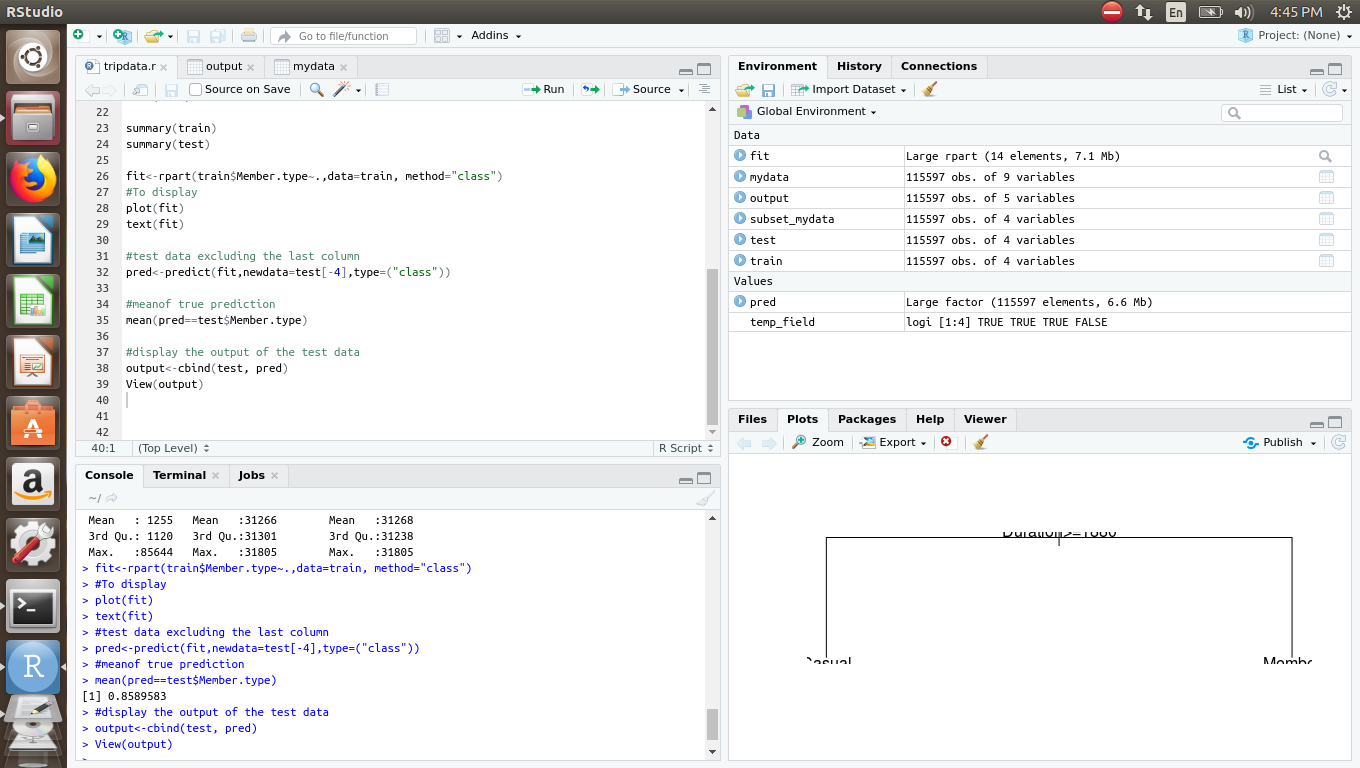 RStudio
En
4:45 PM
Go to file/function
Addins
Project: (None)
tripdata.r
output
mydata
Source on Save
Run
Source
22
23 summary(train)
24 summary(test)
25
26 fit<-rpart(train$Member.type~.,data=train, method="class")
27 #To display
28 plot(fit)
29 text(fit)
30
31 #test data excluding the last column
32 pred<-predict(fit,newdata=test[-4],type=("class"))
33
34 #meanof true prediction
35 mean(pred==test$Member.type)
36
37 #display the output of the test data
38 output<-cbind(test, pred)
39 View(output)
40
41
42
40:1 (Top Level) R Script
Console Terminal Jobs
~/
Mean : 1255 Mean :31266 Mean :31268
3rd Qu.: 1120 3rd Qu.:31301 3rd Qu.:31238
Max. :85644 Max. :31805 Max. :31805
> fit<-rpart(train$Member.type~.,data=train, method="class")
> #To display
> plot(fit)
> text(fit)
> #test data excluding the last column
> pred<-predict(fit,newdata=test[-4],type=("class"))
> #meanof true prediction
> mean(pred==test$Member.type)
[1] 0.8589583
> #display the output of the test data
> output<-cbind(test, pred)
> View(output)
>
Environment History Connections
Import Dataset
List
Global Environment
Data
fit Large rpart (14 elements, 7.1 Mb)
mydata 115597 obs. of 9 variables
output 115597 obs. of 5 variables
subset_mydata 115597 obs. of 4 variables
test 115597 obs. of 4 variables
train 115597 obs. of 4 variables
Values
pred Large factor (115597 elements, 6.6 Mb)
temp_field logi [1:4] TRUE TRUE TRUE FALSE
Files Plots Packages Help Viewer
Zoom Export Publish
Casual